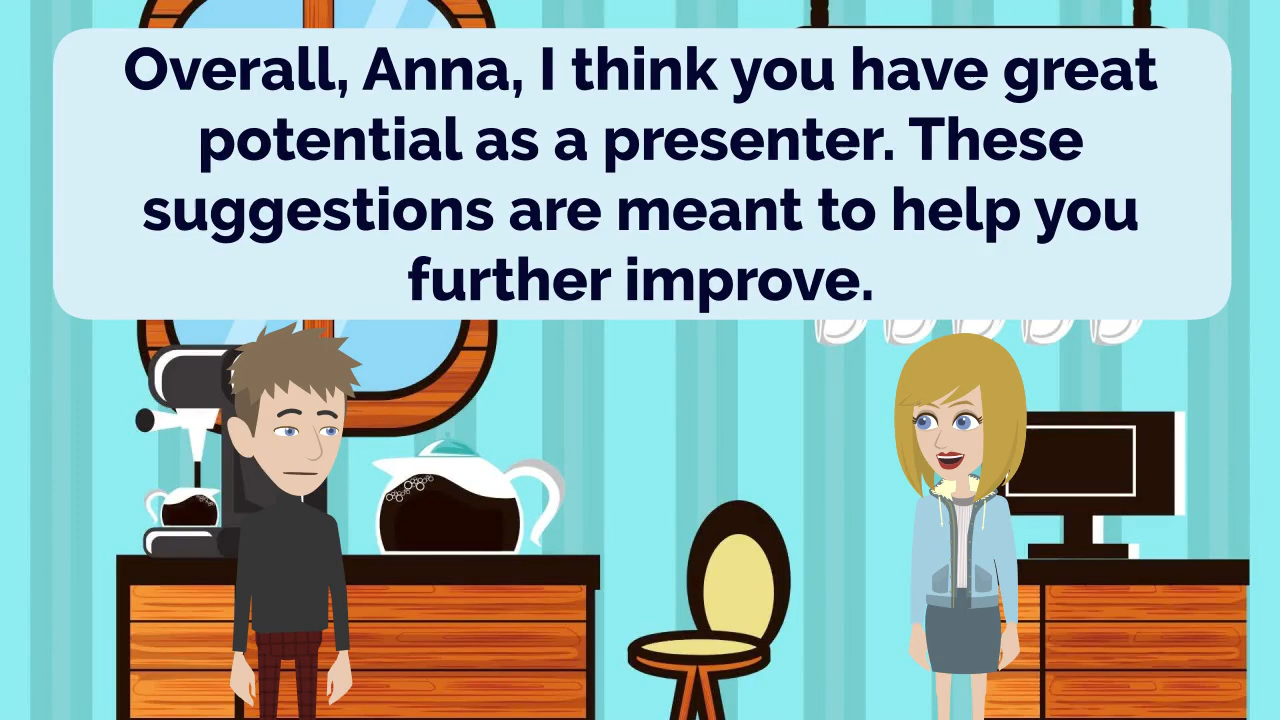 Overall, Anna, I think you have great
potential as a presenter. These
suggestions are meant to help you
further improve.